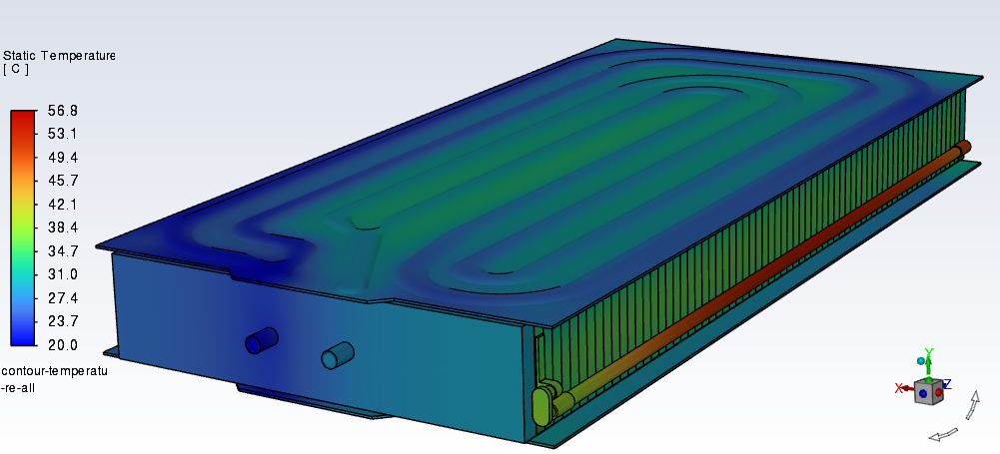 Static Temperature
[ C ]
56.8
53.1
49.4
45.7
42.1
38.4
34.7
31.0
27.4
23.7
20.0
contour-temperatu
-re-all
Y
X
Z